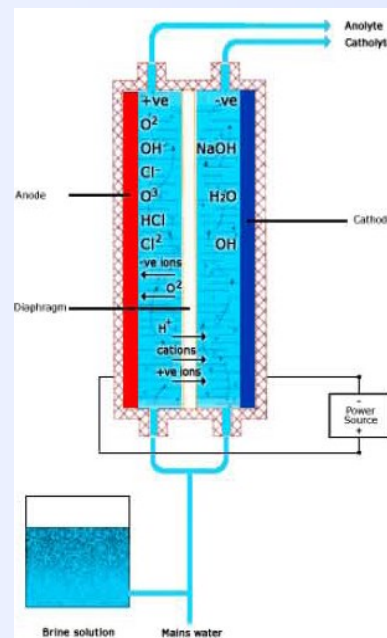 Anolyte
Catholyt
+ve -ve
O²
OH⁻ NaOH
Cl⁻
Anode O³ H₂O
Cathod
HCl
Cl² OH
-ve ions
O²
Diaphragm
H⁺
cations
+ve ions
-
Power
Source
+
Brine solution Mains water